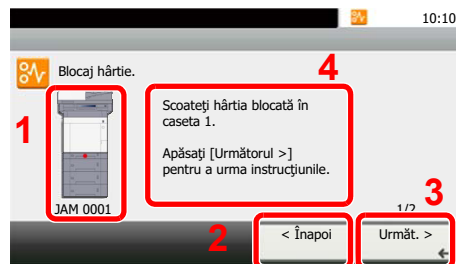 10:10
Blocaj hârtie.
4
1
Scoateţi hârtia blocată în
caseta 1.
Apăsaţi [Următorul >]
pentru a urma instrucţiunile.
JAM 0001
1/2
3
2
< Înapoi
Următ. >